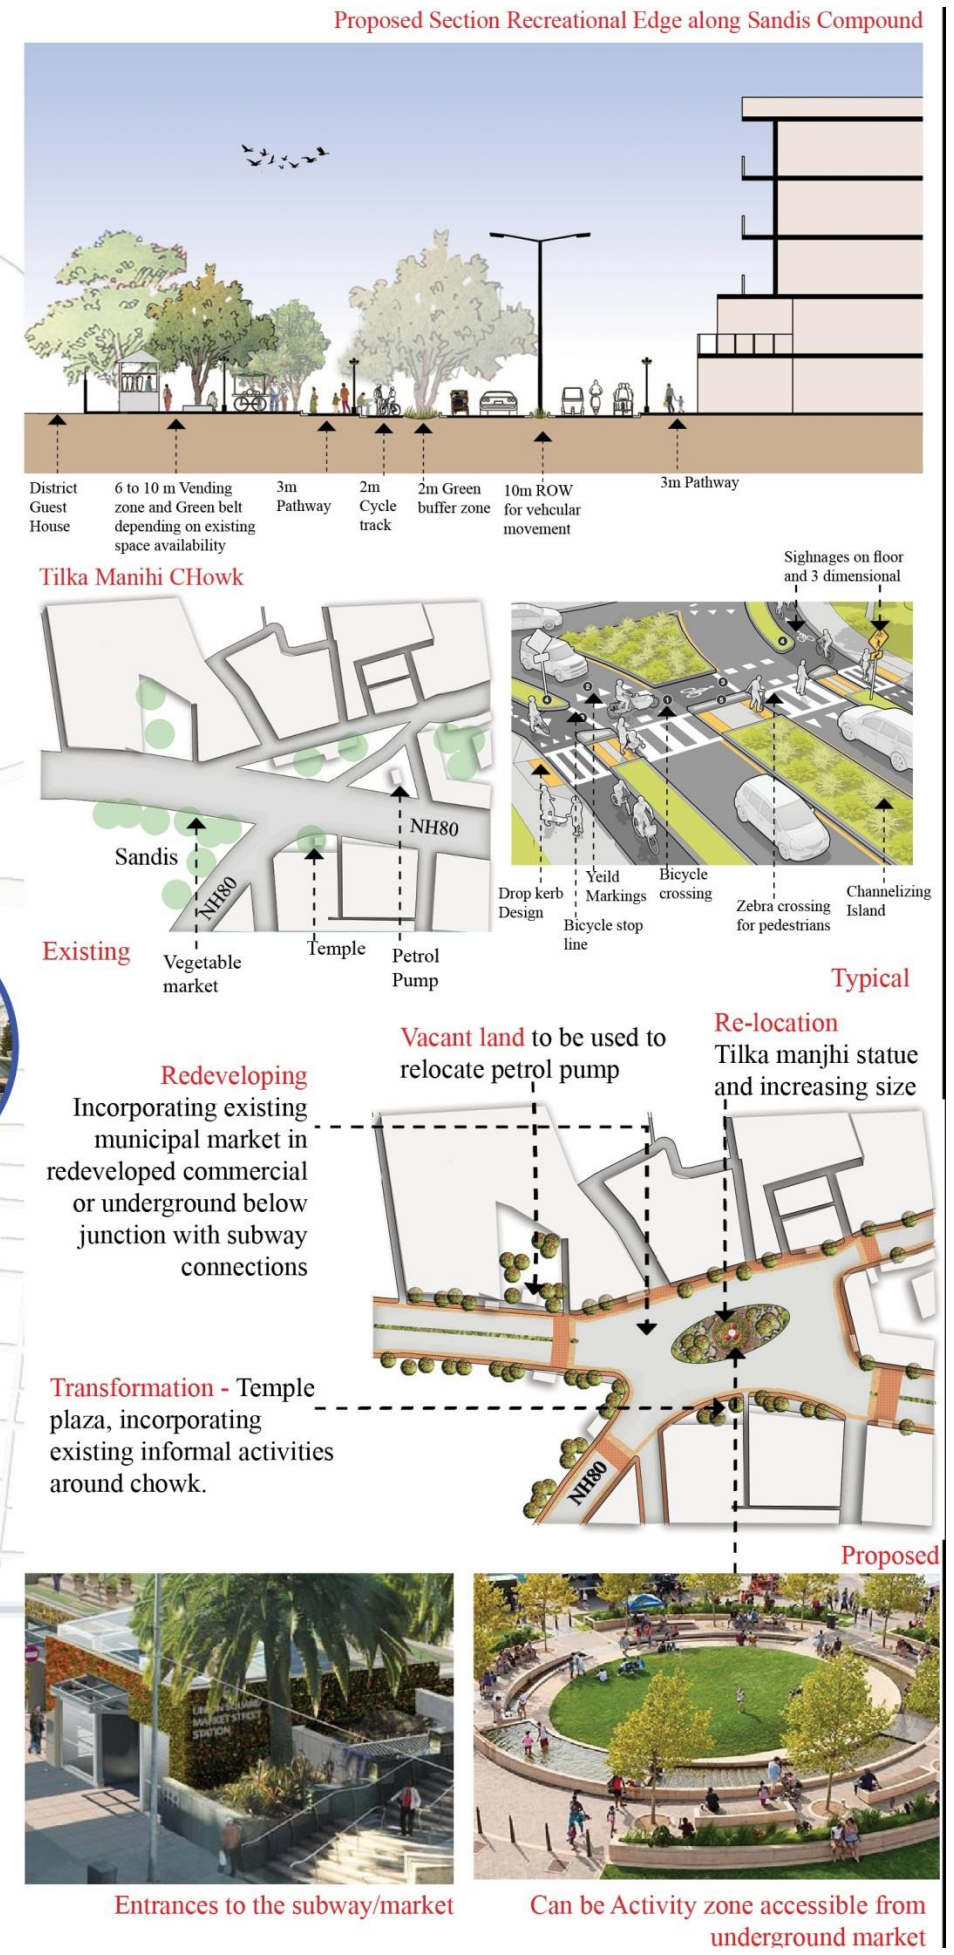 Proposed Section Recreational Edge along Sandis Compound
District
Guest
House
6 to 10 m Vending
zone and Green belt
depending on existing
space availability
3m
Pathway
2m
Cycle
track
2m Green
buffer zone
10m ROW
for vehcular
movement
3m Pathway
Tilka Manihi CHowk
Sighnages on floor
and 3 dimensional
NH80
Sandis
NH80
Existing
Vegetable
market
Temple
Petrol
Pump
Drop kerb
Design
Bicycle stop
line
Yeild
Markings
Bicycle
crossing
Zebra crossing
for pedestrians
Channelizing
Island
Typical
Vacant land to be used to
relocate petrol pump
Re-location
Tilka manjhi statue
and increasing size
Redeveloping
Incorporating existing
municipal market in
redeveloped commercial
or underground below
junction with subway
connections
Transformation - Temple
plaza, incorporating
existing informal activities
around chowk.
NH80
Proposed
MARKET STREET
STATION
Entrances to the subway/market
Can be Activity zone accessible from
underground market